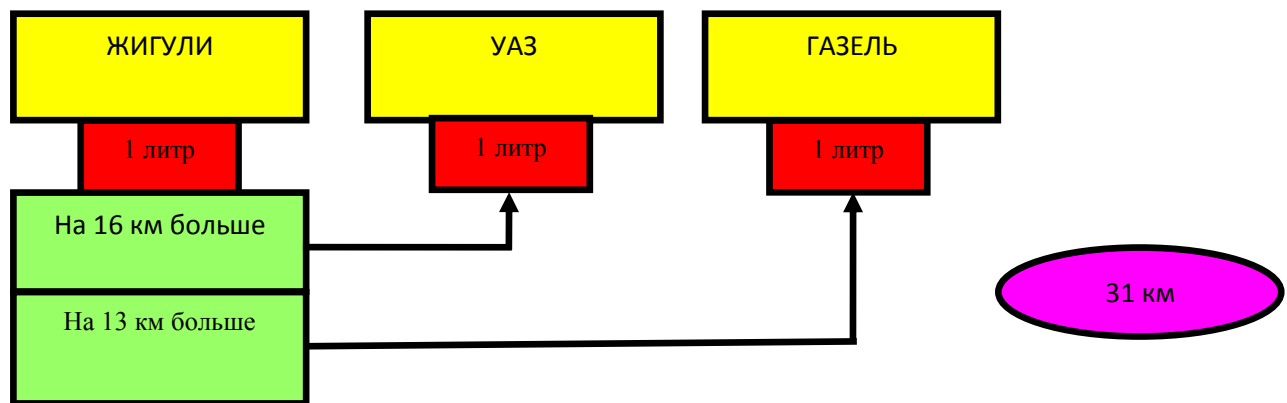 ЖИГУЛИ
УАЗ
ГАЗЕЛЬ
1 литр
1 литр
1 литр
На 16 км больше
На 13 км больше
31 км